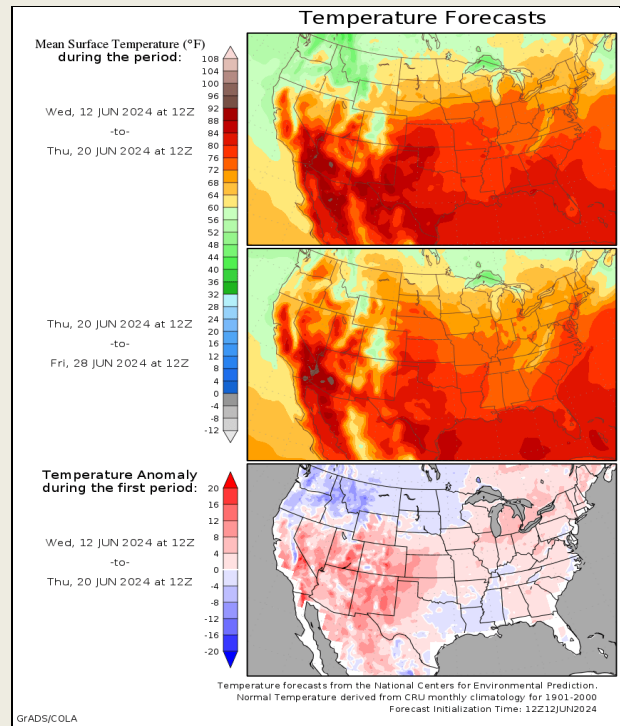 Temperature Forecasts
Mean Surface Temperature (°F)
during the period:
Wed, 12 JUN 2024 at 12Z
-to-
Thu, 20 JUN 2024 at 12Z
108
104
100
96
92
88
84
80
76
72
68
64
60
56
52
48
44
40
36
32
28
24
20
16
12
8
4
0
-4
-8
-12
Thu, 20 JUN 2024 at 12Z
-to-
Fri, 28 JUN 2024 at 12Z
Temperature Anomaly
during the first period:
Wed, 12 JUN 2024 at 12Z
-to-
Thu, 20 JUN 2024 at 12Z
20
16
12
8
4
0
-4
-8
-12
-16
-20
Temperature forecasts from the National Centers for Environmental Prediction.
Normal Temperature derived from CRU monthly climatology for 1901-2000
Forecast Initialization Time: 12Z12JUN2024
GrADS/COLA